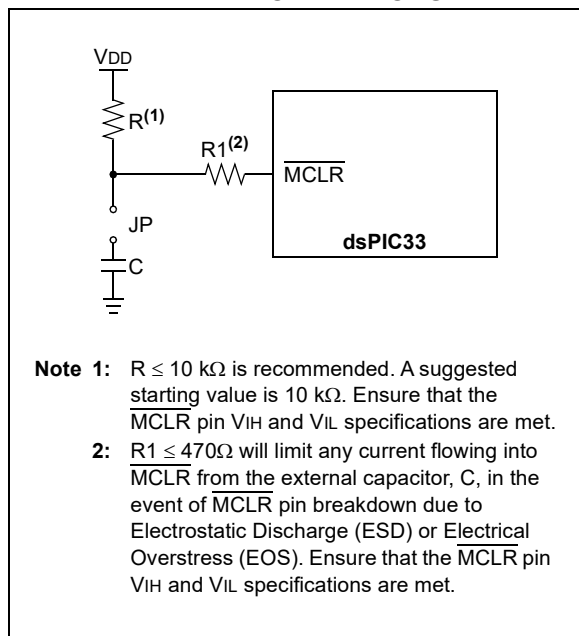 VDD
R(1)
R1(2)
MCLR
JP
dsPIC33
C
Note 1: R ≤ 10 kΩ is recommended. A suggested
starting value is 10 kΩ. Ensure that the
MCLR pin VIH and VIL specifications are met.
2: R1 ≤ 470Ω will limit any current flowing into
MCLR from the external capacitor, C, in the
event of MCLR pin breakdown due to
Electrostatic Discharge (ESD) or Electrical
Overstress (EOS). Ensure that the MCLR pin
VIH and VIL specifications are met.